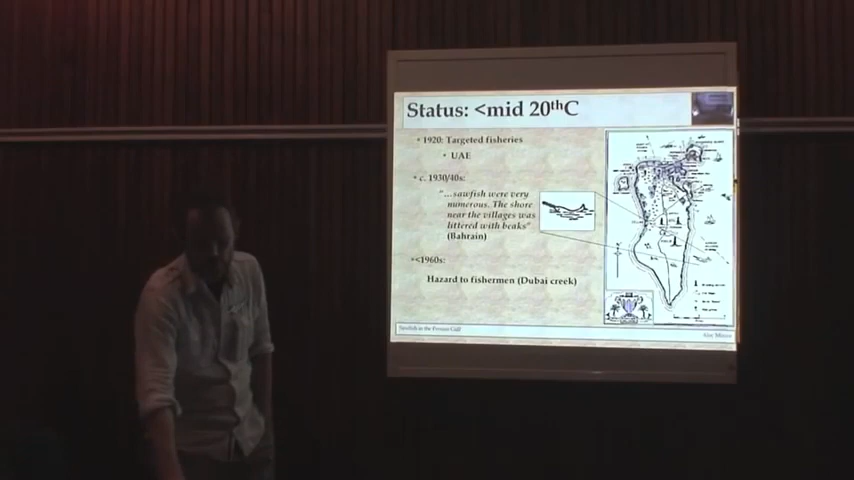 Status: <mid 20thC
• 1920: Targeted fisheries
• UAE
• c. 1930/40s:
"...sawfish were very
numerous. The shore
near the villages was
littered with beaks"
(Bahrain)
• <1960s:
Hazard to fishermen (Dubai creek)
Sawfish in the Persian Gulf